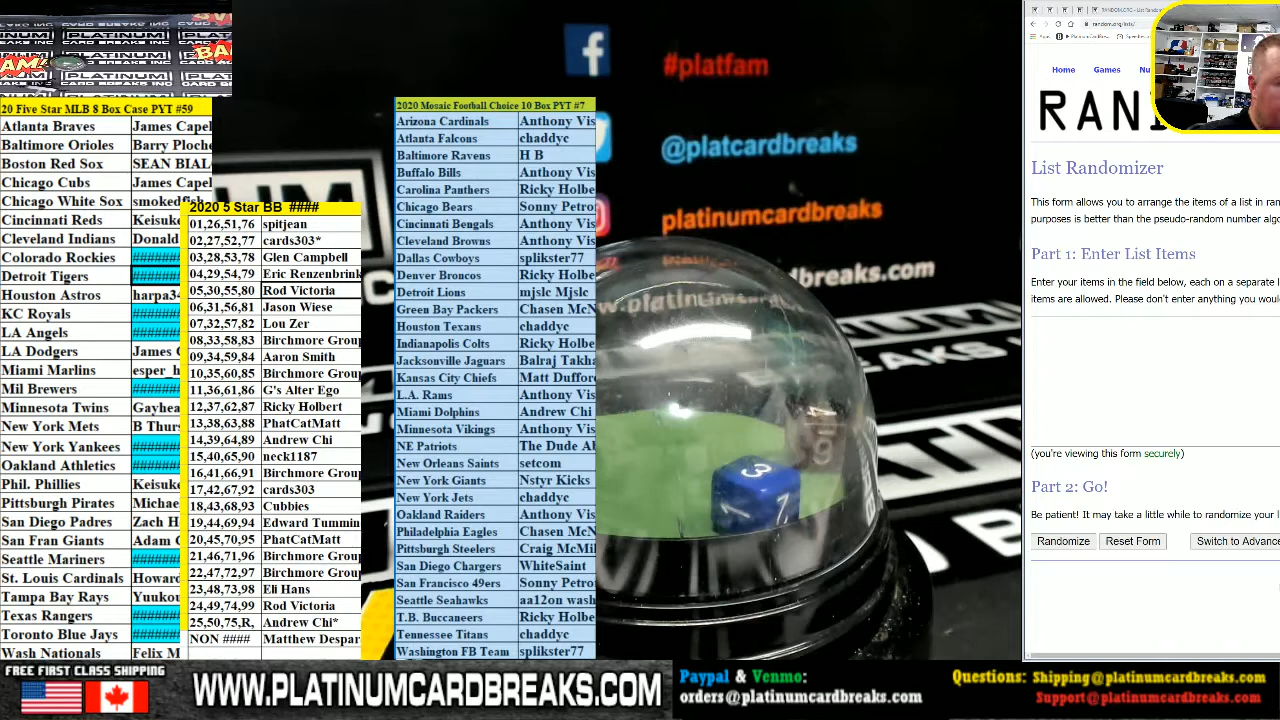 20 Five Star MLB 8 Box Case PYT #59
Atlanta Braves James Capel
Baltimore Orioles Barry Ploche
Boston Red Sox SEAN BIAL
Chicago Cubs James Capel
Chicago White Sox smokedfish
Cincinnati Reds Keisuke
Cleveland Indians Donald
Colorado Rockies #######
Detroit Tigers #######
Houston Astros harpa34
KC Royals #######
LA Angels #######
LA Dodgers James C
Miami Marlins esper_h
Mil Brewers #######
Minnesota Twins Gayhea
New York Mets B Thurs
New York Yankees #######
Oakland Athletics #######
Phil. Phillies Keisuke
Pittsburgh Pirates Michae
San Diego Padres Zach H
San Fran Giants Adam
Seattle Mariners #######
St. Louis Cardinals Howard
Tampa Bay Rays Yuukou
Texas Rangers #######
Toronto Blue Jays #######
Wash Nationals Felix M
2020 5 Star BB ####
01,26,51,76 spitjean
02,27,52,77 cards303*
03,28,53,78 Glen Campbell
04,29,54,79 Eric Renzenbrink
05,30,55,80 Rod Victoria
06,31,56,81 Jason Wiese
07,32,57,82 Lou Zer
08,33,58,83 Birchmore Grou
09,34,59,84 Aaron Smith
10,35,60,85 Birchmore Grou
11,36,61,86 G's Alter Ego
12,37,62,87 Ricky Holbert
13,38,63,88 PhatCatMatt
14,39,64,89 Andrew Chi
15,40,65,90 neck1187
16,41,66,91 Birchmore Grou
17,42,67,92 cards303
18,43,68,93 Cubbies
19,44,69,94 Edward Tummin
20,45,70,95 PhatCatMatt
21,46,71,96 Birchmore Grou
22,47,72,97 Birchmore Grou
23,48,73,98 Eli Hans
24,49,74,99 Rod Victoria
25,50,75,R, Andrew Chi*
NON #### Matthew Despar
2020 Mosaic Football Choice 10 Box PYT #7
Arizona Cardinals Anthony Vis
Atlanta Falcons chaddyc
Baltimore Ravens H B
Buffalo Bills Anthony Vis
Carolina Panthers Ricky Holbe
Chicago Bears Sonny Petro
Cincinnati Bengals Anthony Vis
Cleveland Browns Anthony Vis
Dallas Cowboys splikster77
Denver Broncos Ricky Holbe
Detroit Lions mjslc Mjslc
Green Bay Packers Chasen McN
Houston Texans chaddyc
Indianapolis Colts Ricky Holbe
Jacksonville Jaguars Balraj Takha
Kansas City Chiefs Matt Duffor
L.A. Rams Anthony Vis
Miami Dolphins Andrew Chi
Minnesota Vikings Anthony Vis
NE Patriots The Dude Al
New Orleans Saints setcom
New York Giants Nstyr Kicks
New York Jets chaddyc
Oakland Raiders Anthony Vis
Philadelphia Eagles Chasen McN
Pittsburgh Steelers Craig McMi
San Diego Chargers WhiteSaint
San Francisco 49ers Sonny Petro
Seattle Seahawks aa12on wash
T.B. Buccaneers Ricky Holbe
Tennessee Titans chaddyc
Washington FB Team splikster77
#platfam
@platcardbreaks
platinumcardbreaks
3
1 7
Home Games Nu
RAN
List Randomizer
This form allows you to arrange the items of a list in ran
purposes is better than the pseudo-random number algo
Part 1: Enter List Items
Enter your items in the field below, each on a separate l
items are allowed. Please don't enter anything you woul
(you're viewing this form securely)
Part 2: Go!
Be patient! It may take a little while to randomize your l
Randomize Reset Form Switch to Advance
FREE FIRST CLASS SHIPPING
WWW.PLATINUMCARDBREAKS.COM
Paypal & Venmo:
orders@platinumcardbreaks.com
Questions: Shipping@platinumcardbreaks.com
Support@platinumcardbreaks.com